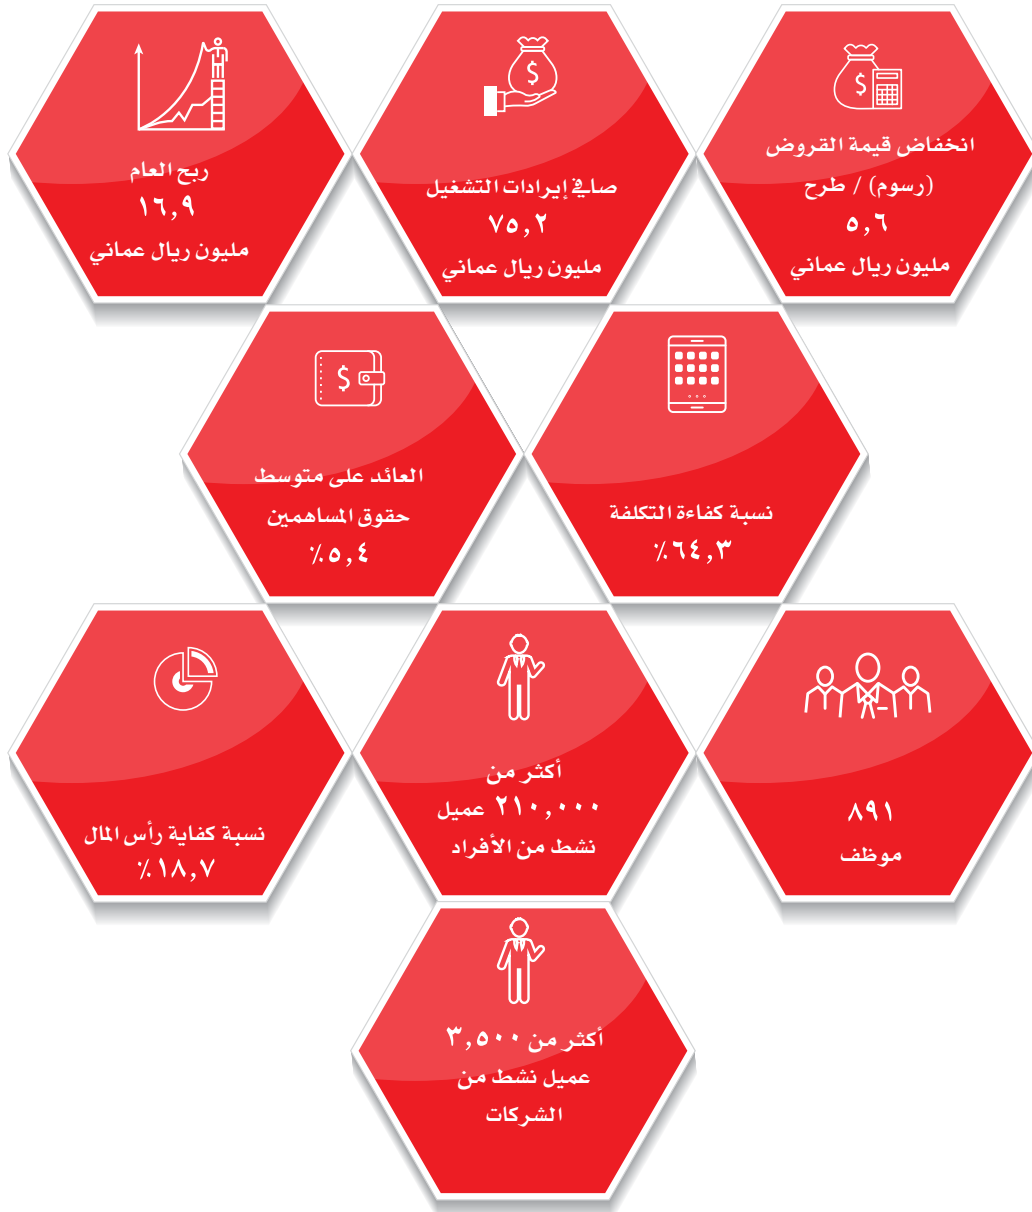 انخفاض قيمة القروض
(رسوم) / طرح
٥,٦
مليون ريال عماني
صافي إيرادات التشغيل
٧٥,٢
مليون ريال عماني
ربح العام
١٦,٩
مليون ريال عماني
نسبة كفاءة التكلفة
٦٤,٣٪
العائد على متوسط
حقوق المساهمين
٥,٤٪
٨٩١
موظف
أكثر من
٢١٠,٠٠٠ عميل
نشط من الأفراد
نسبة كفاية رأس المال
١٨,٧٪
أكثر من ٣,٥٠٠
عميل نشط من
الشركات